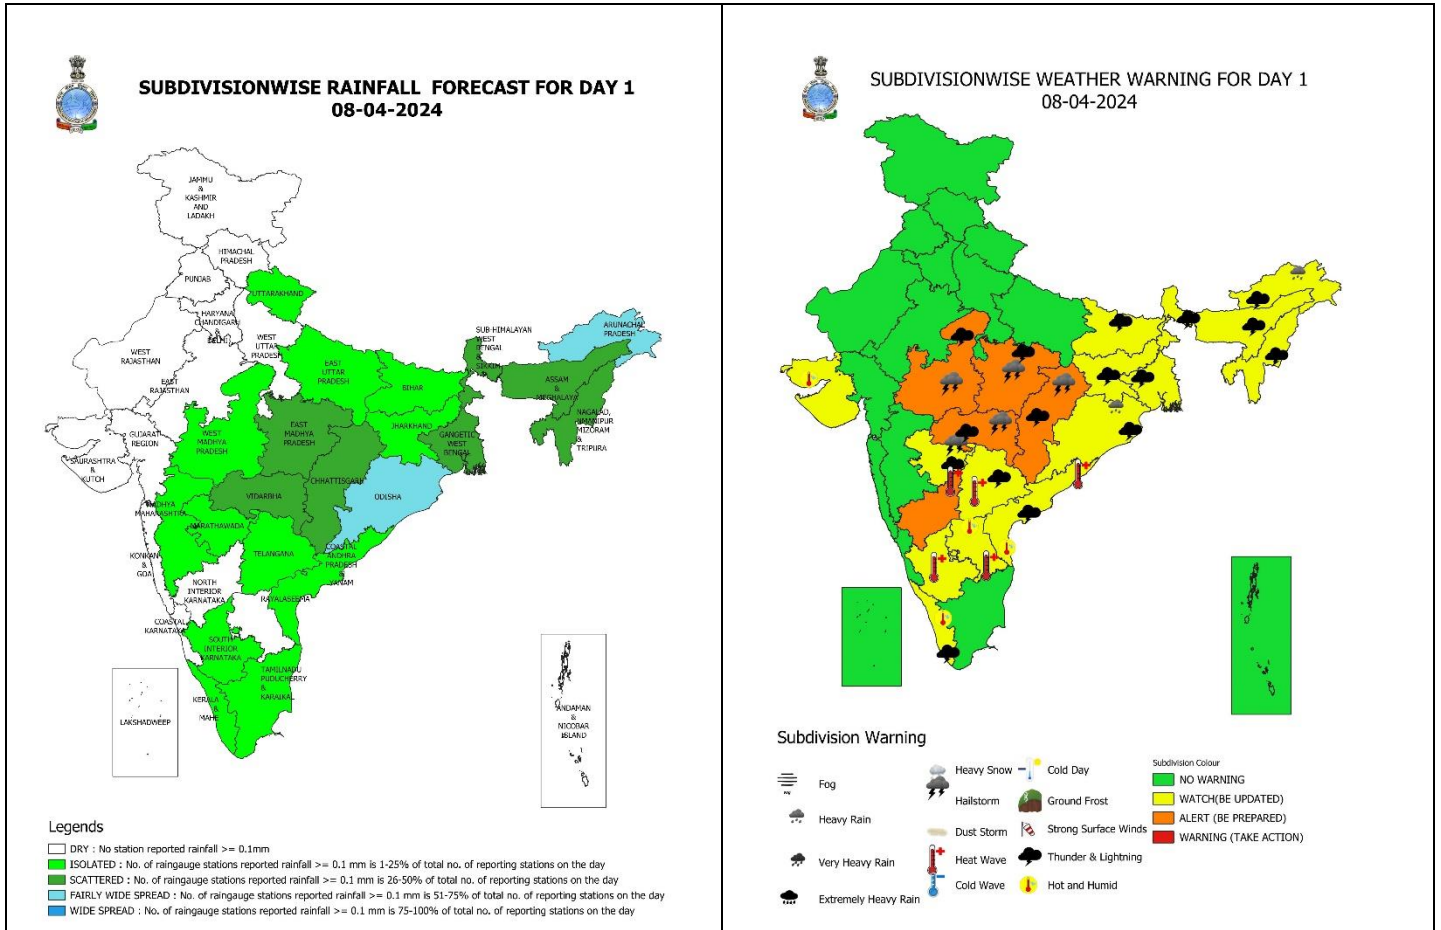 SUBDIVISIONWISE RAINFALL FORECAST FOR DAY 1
08-04-2024
JAMMU
&
KASHMIR
AND
LADAKH
HIMACHAL
PRADESH
PUNJAB
UTTARAKHAND
HARYANA
CHANDIGARH
&
DELHI
WEST
UTTAR
PRADESH
WEST
RAJASTHAN
EAST
RAJASTHAN
EAST
UTTAR
PRADESH
BIHAR
SUB-HIMALAYAN
WEST
BENGAL
&
SIKKIM
ARUNACHAL
PRADESH
ASSAM
&
MEGHALAYA
NAGALAD,
MANAIPUR
MIZORAM
&
TRIPURA
GUJARAT
REGION
SAURASHTRA
&
KUTCH
WEST
MADHYA
PRADESH
EAST
MADHYA
PRADESH
JHARKHAND
GANGETIC
WEST
BENGAL
CHHATTISGARH
ODISHA
VIDARBHA
MADHYA
MAHARASHTRA
MARATHAWADA
KONKAN
&
GOA
TELANGANA
COASTAL
ANDHRA
PRADESH
&
YANAM
NORTH
INTERIOR
KARNATAKA
RAYALASEEMA
COASTAL
KARNATAKA
SOUTH
INTERIOR
KARNATAKA
TAMILNADU
PUDUCHERRY
&
KARAIKAL
KERALA
&
MAHE
LAKSHADWEEP
ANDAMAN
&
NICOBAR
ISLAND
Legends
DRY : No station reported rainfall >= 0.1mm
ISOLATED : No. of raingauge stations reported rainfall >= 0.1 mm is 1-25% of total no. of reporting stations on the day
SCATTERED : No. of raingauge stations reported rainfall >= 0.1 mm is 26-50% of total no. of reporting stations on the day
FAIRLY WIDE SPREAD : No. of raingauge stations reported rainfall >= 0.1 mm is 51-75% of total no. of reporting stations on the day
WIDE SPREAD : No. of raingauge stations reported rainfall >= 0.1 mm is 75-100% of total no. of reporting stations on the day
SUBDIVISIONWISE WEATHER WARNING FOR DAY 1
08-04-2024
Subdivision Warning
Fog
Heavy Rain
Very Heavy Rain
Extremely Heavy Rain
Heavy Snow
Hailstorm
Dust Storm
Heat Wave
Cold Wave
Cold Day
Ground Frost
Strong Surface Winds
Thunder & Lightning
Hot and Humid
Subdivision Colour
NO WARNING
WATCH(BE UPDATED)
ALERT (BE PREPARED)
WARNING (TAKE ACTION)